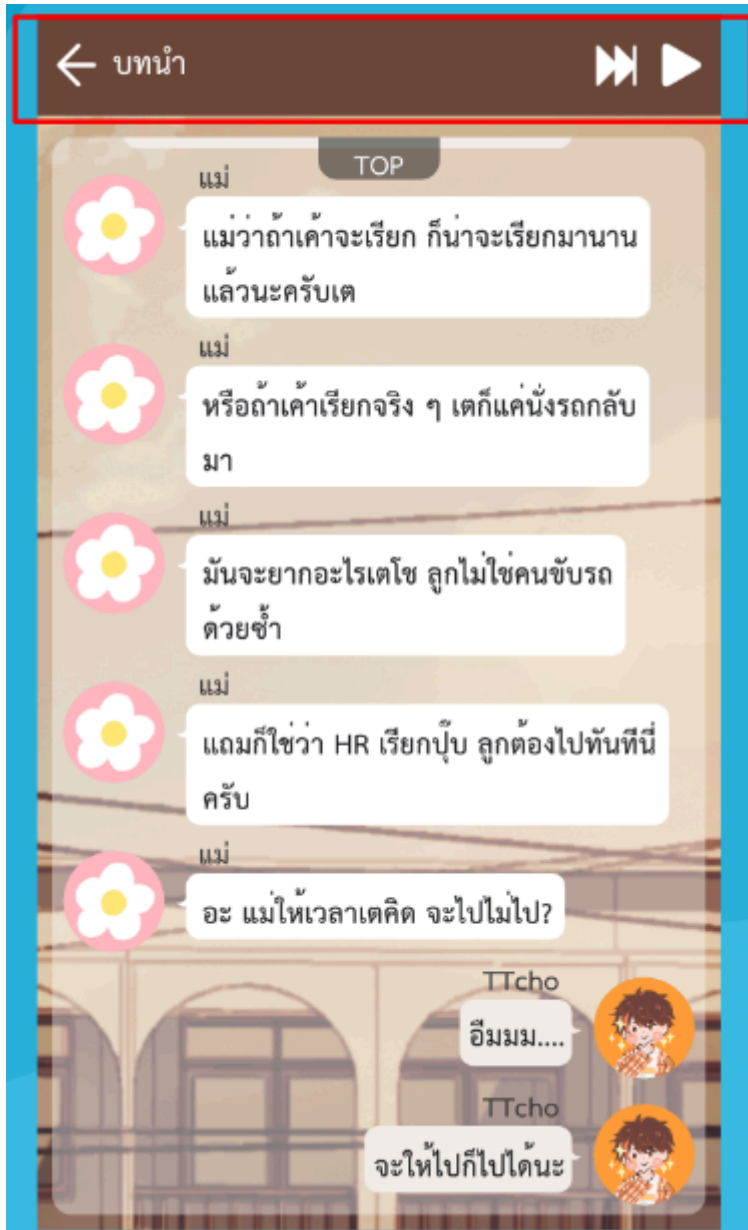 บทนำ
TOP
แม่
แม่ว่าถ้าเค้าจะเรียก ก็น่าจะเรียกมานาน
แล้วนะครับเต
แม่
หรือถ้าเค้าเรียกจริง ๆ เตก็แค่นั่งรถกลับ
มา
แม่
มันจะยากอะไรเตโช ลูกไม่ใช่คนขับรถ
ด้วยซ้ำ
แม่
แถมก็ใช่ว่า HR เรียกปุ๊บ ลูกต้องไปทันทีนี่
ครับ
แม่
อะ แม่ให้เวลาเตคิด จะไปไม่ไป?
TTcho
อืมมม....
TTcho
จะให้ไปก็ไปได้นะ